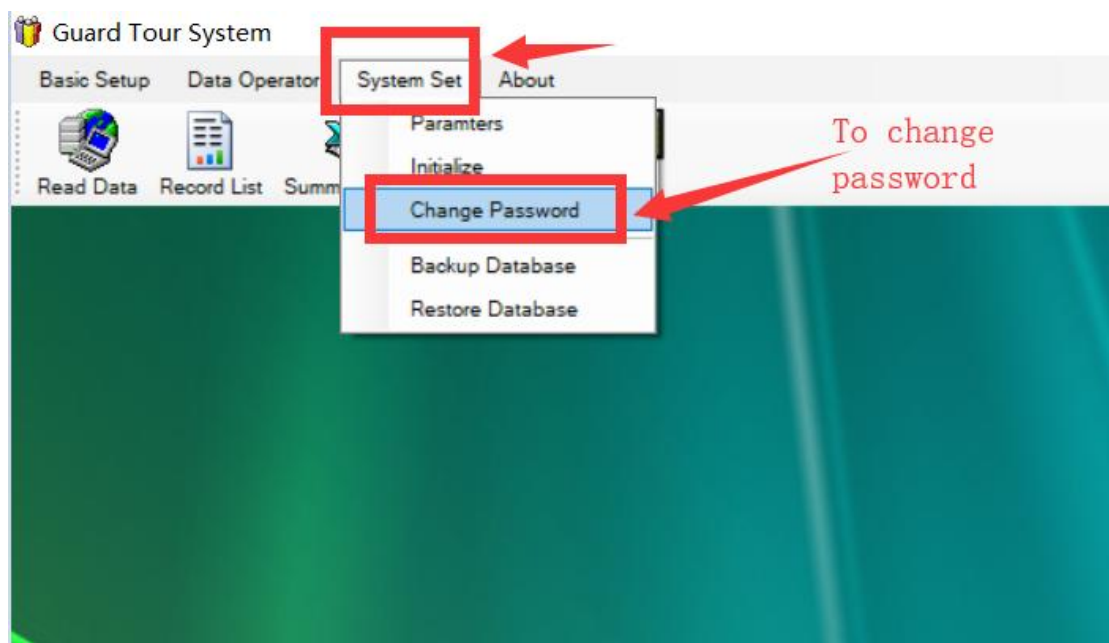 Guard Tour System
Basic Setup Data Operator System Set About
Paramters
To change
password
Initialize
Read Data Record List Summ
Change Password
Backup Database
Restore Database